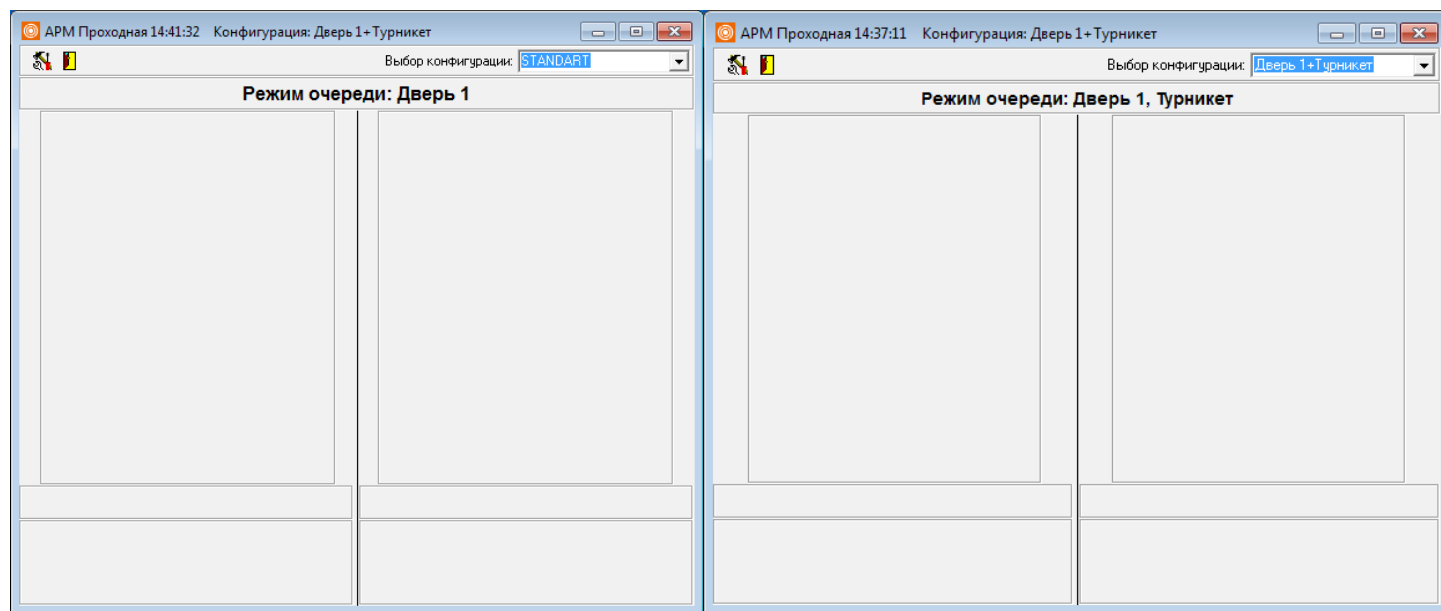 АРМ Проходная 14:41:32 Конфигурация: Дверь 1+Турникет
Выбор конфигурации: STANDART
Режим очереди: Дверь 1
АРМ Проходная 14:37:11 Конфигурация: Дверь 1+Турникет
Выбор конфигурации: Дверь 1+Турникет
Режим очереди: Дверь 1, Турникет